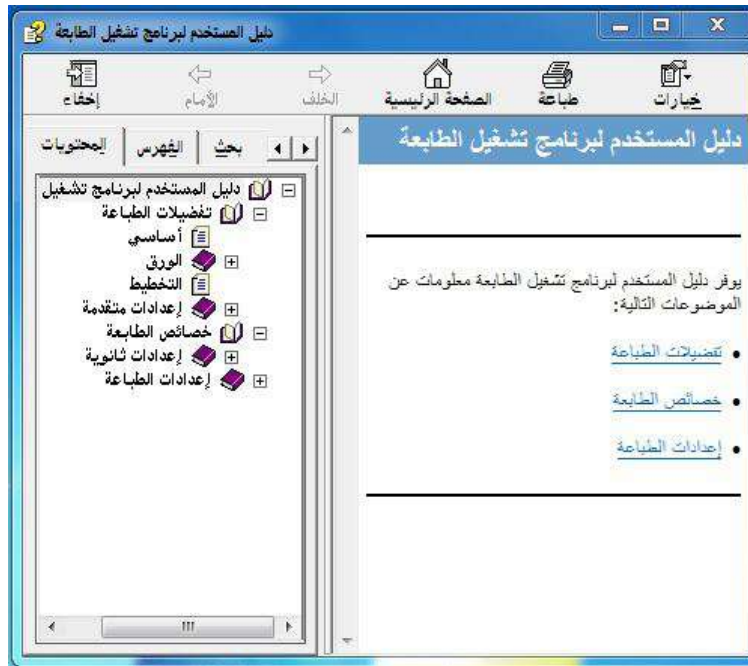 دليل المستخدم لبرنامج تشغيل الطابعة
خيارات
طباعة
الصفحة الرئيسية
الخلف
الأمام
إخفاء
دليل المستخدم لبرنامج تشغيل الطابعة
يوفر دليل المستخدم لبرنامج تشغيل الطابعة معلومات عن
الموضوعات التالية:
• تفضيلات الطباعة
• خصائص الطابعة
• إعدادات الطباعة
بحث
الفهرس
المحتويات
دليل المستخدم لبرنامج تشغيل
تفضيلات الطباعة
أساسي
الورق
التخطيط
إعدادات متقدمة
خصائص الطابعة
إعدادات ثانوية
إعدادات الطباعة